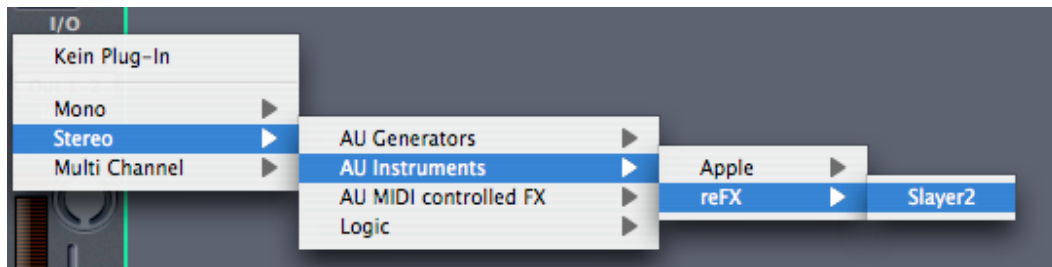 I/O
Kein Plug-In
Mono
Stereo
Multi Channel
AU Generators
AU Instruments
AU MIDI controlled FX
Logic
Apple
reFX
Slayer2